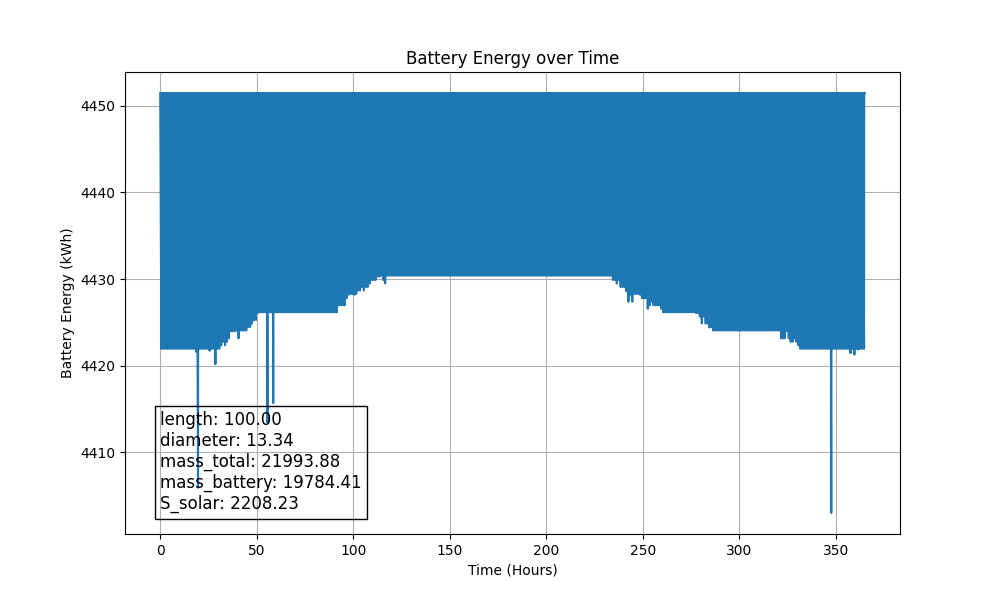 Battery Energy over Time
Battery Energy (kWh)
4450
4440
4430
4420
4410
length: 100.00
diameter: 13.34
mass_total: 21993.88
mass_battery: 19784.41
S_solar: 2208.23
0 50 100 150 200 250 300 350
Time (Hours)